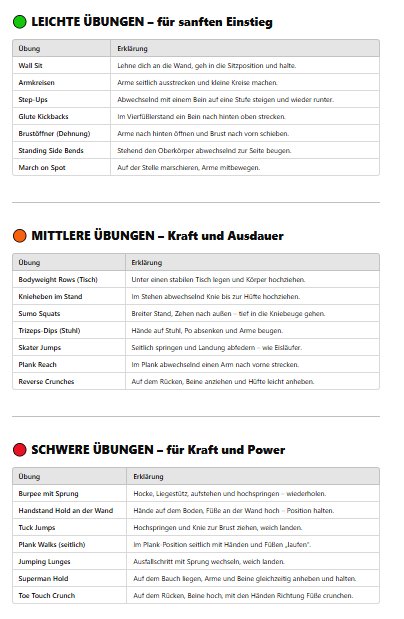 LEICHTE ÜBUNGEN – für sanften Einstieg
Übung Erklärung
Wall Sit Lehne dich an die Wand, geh in die Sitzposition und halte.
Armkreisen Arme seitlich ausstrecken und kleine Kreise machen.
Step-Ups Abwechselnd mit einem Bein auf eine Stufe steigen und wieder runter.
Glute Kickbacks Im Vierfüßlerstand ein Bein nach hinten oben strecken.
Brustöffner (Dehnung) Arme nach hinten öffnen und Brust nach vorn schieben.
Standing Side Bends Stehend den Oberkörper abwechselnd zur Seite beugen.
March on Spot Auf der Stelle marschieren, Arme mitbewegen.
MITTLERE ÜBUNGEN – Kraft und Ausdauer
Übung Erklärung
Bodyweight Rows (Tisch) Unter einen stabilen Tisch legen und Körper hochziehen.
Knieheben im Stand Im Stehen abwechselnd Knie bis zur Hüfte hochziehen.
Sumo Squats Breiter Stand, Zehen nach außen – tief in die Kniebeuge gehen.
Trizeps-Dips (Stuhl) Hände auf Stuhl, Po absenken und Arme beugen.
Skater Jumps Seitlich springen und Landung abfedern – wie Eisläufer.
Plank Reach Im Plank abwechselnd einen Arm nach vorne strecken.
Reverse Crunches Auf dem Rücken, Beine anziehen und Hüfte leicht anheben.
SCHWERE ÜBUNGEN – für Kraft und Power
Übung Erklärung
Burpee mit Sprung Hocke, Liegestütz, aufstehen und hochspringen – wiederholen.
Handstand Hold an der Wand Hände auf dem Boden, Füße an der Wand hoch – Position halten.
Tuck Jumps Hochspringen und Knie zur Brust ziehen, weich landen.
Plank Walks (seitlich) Im Plank-Position seitlich mit Händen und Füßen „laufen“.
Jumping Lunges Ausfallschritt mit Sprung wechseln, weich landen.
Superman Hold Auf dem Bauch liegen, Arme und Beine gleichzeitig anheben und halten.
Toe Touch Crunch Auf dem Rücken, Beine hoch, mit den Händen Richtung Füße crunchen.